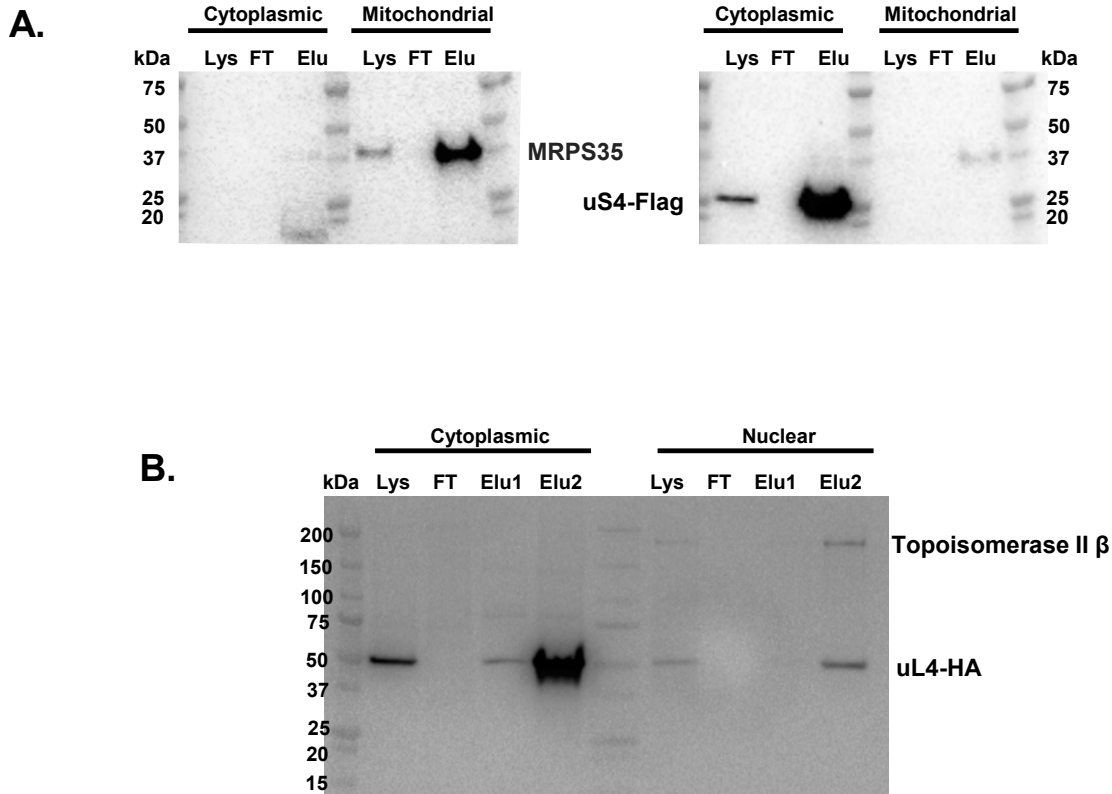 A.
Cytoplasmic Mitochondrial
kDa Lys FT Elu Lys FT Elu
75
50
37
25
20
MRPS35
Cytoplasmic Mitochondrial
Lys FT Elu Lys FT Elu kDa
uS4-Flag
75
50
37
25
20
B.
Cytoplasmic Nuclear
kDa Lys FT Elu1 Elu2 Lys FT Elu1 Elu2
200
150
100
75
50
37
25
20
15
Topoisomerase II β
uL4-HA